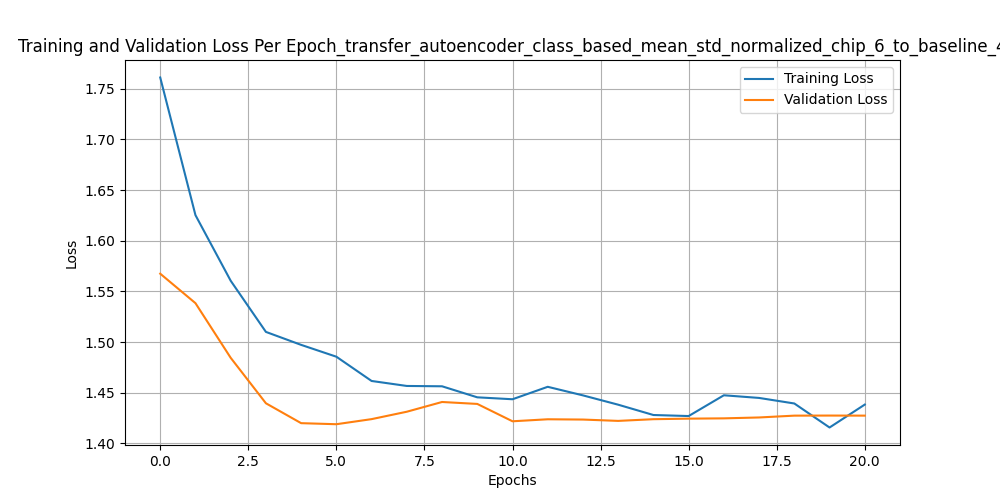 Training and Validation Loss Per Epoch_transfer_autoencoder_class_based_mean_std_normalized_chip_6_to_baseline_4
Training Loss
Validation Loss
1.75
1.70
1.65
1.60
1.55
1.50
1.45
1.40
Loss
0.0 2.5 5.0 7.5 10.0 12.5 15.0 17.5 20.0
Epochs